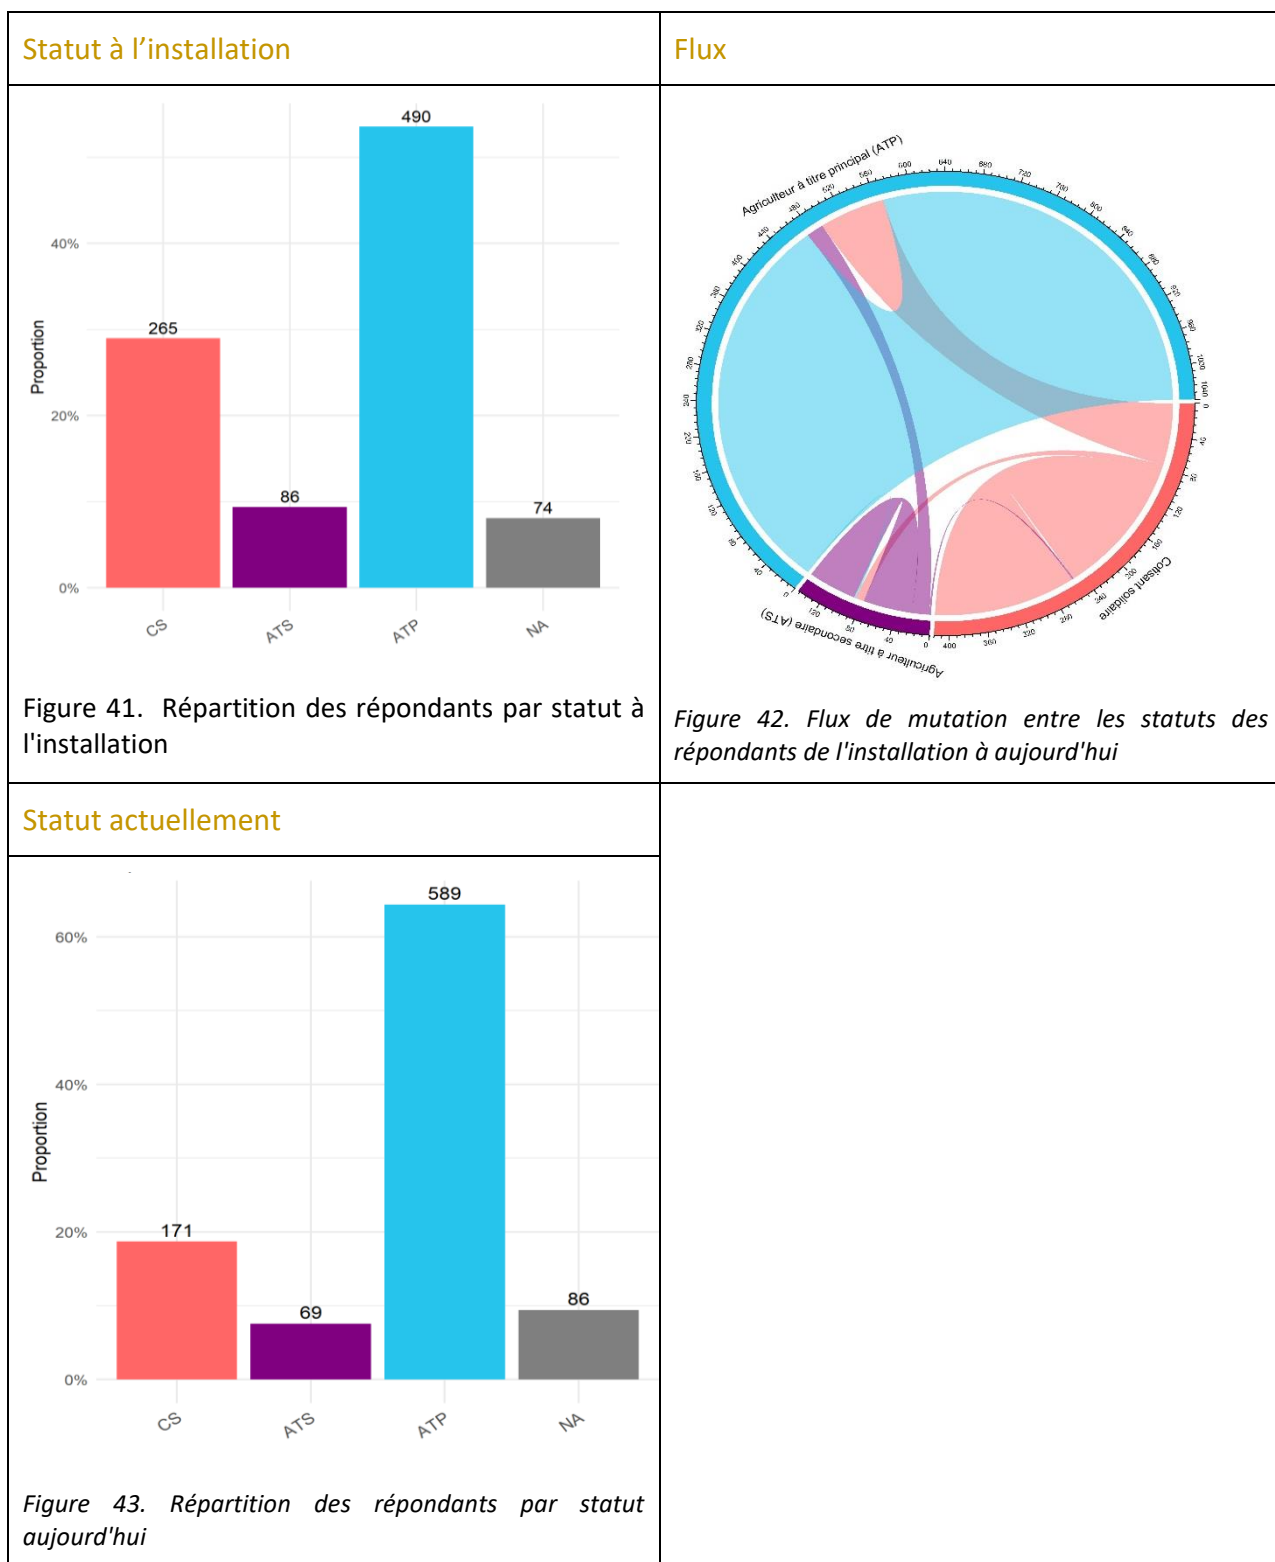 Statut à l'installation
Flux
490
265
86
74
40%
20%
0%
Proportion
CS
ATS
ATP
NA
Figure 41. Répartition des répondants par statut à
l'installation
Agriculteur à titre principal (ATP)
Cotisant solidaire
Agriculteur à titre secondaire (ATS)
Figure 42. Flux de mutation entre les statuts des
répondants de l'installation à aujourd'hui
Statut actuellement
589
171
69
86
60%
40%
20%
0%
Proportion
CS
ATS
ATP
NA
Figure 43. Répartition des répondants par statut
aujourd'hui